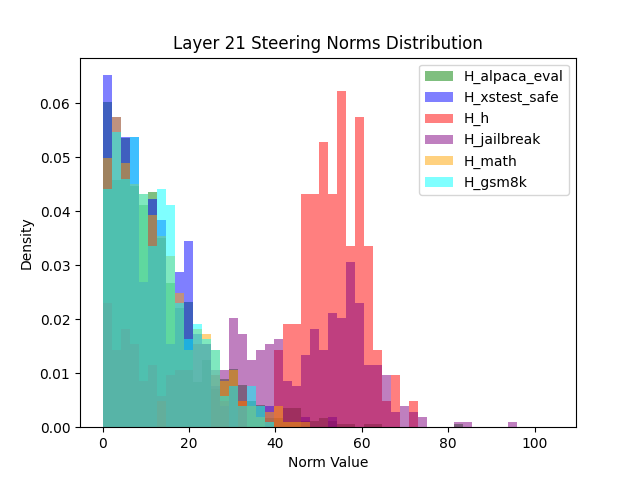 Layer 21 Steering Norms Distribution
H_alpaca_eval
H_xstest_safe
H_h
H_jailbreak
H_math
H_gsm8k
0.06
0.05
0.04
0.03
0.02
0.01
0.00
Density
0 20 40 60 80 100
Norm Value